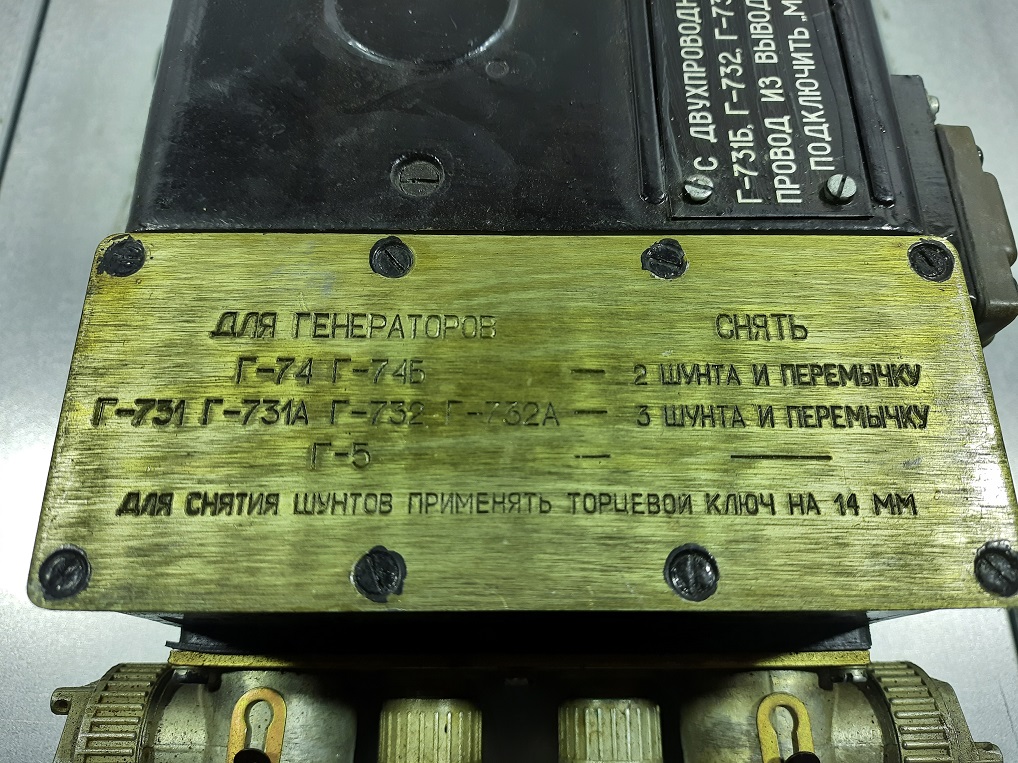 С ДВУХПРОВОДН
Г-731Б, Г-732, Г-73
ПРОВОД ИЗ ВЫВОД
ПОДКЛЮЧИТЬ „М
ДЛЯ ГЕНЕРАТОРОВ СНЯТЬ
Г-74 Г-74Б — 2 ШУНТА И ПЕРЕМЫЧКУ
Г-731 Г-731А Г-732 Г-732А — 3 ШУНТА И ПЕРЕМЫЧКУ
Г-5 — —
ДЛЯ СНЯТИЯ ШУНТОВ ПРИМЕНЯТЬ ТОРЦЕВОЙ КЛЮЧ НА 14 ММ